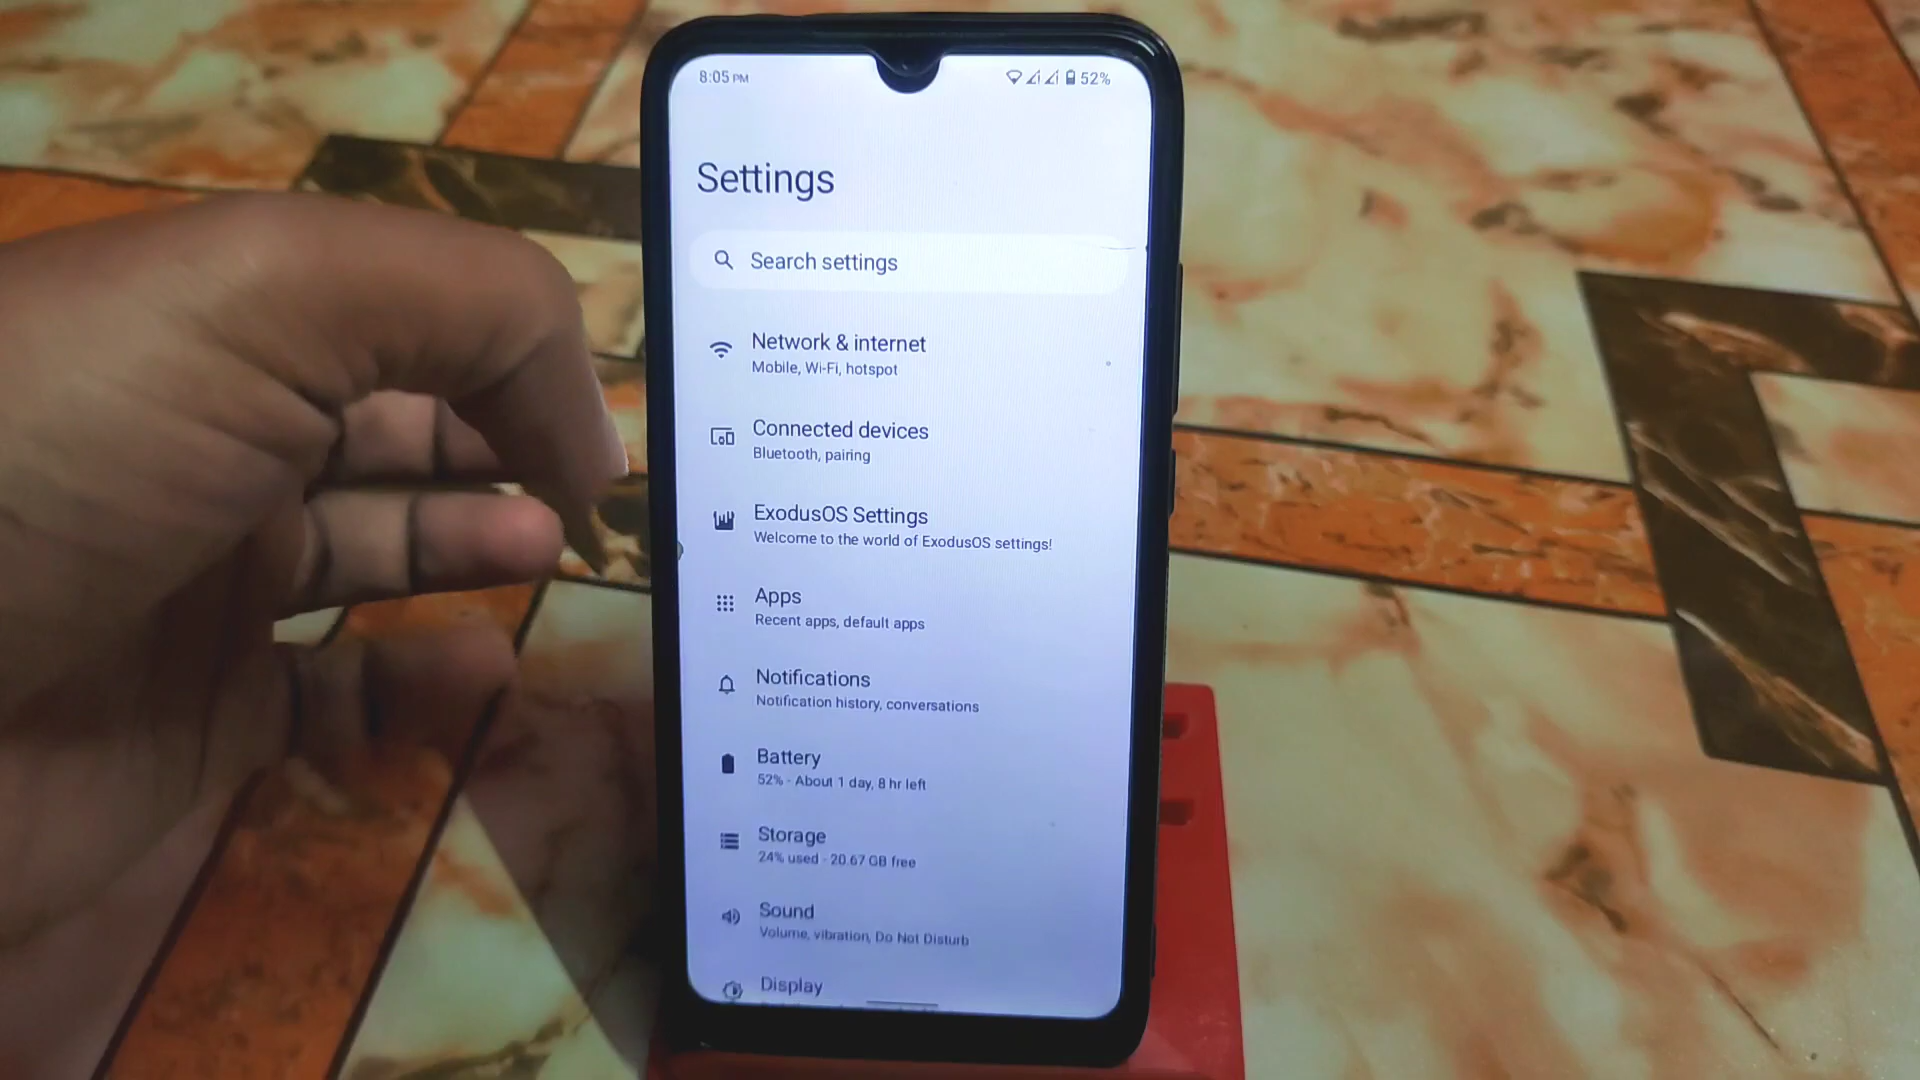 8:05 PM
52%
Settings
Search settings
Network & internet
Mobile, Wi-Fi, hotspot
Connected devices
Bluetooth, pairing
ExodusOS Settings
Welcome to the world of ExodusOS settings!
Apps
Recent apps, default apps
Notifications
Notification history, conversations
Battery
52% - About 1 day, 8 hr left
Storage
24% used - 20.67 GB free
Sound
Volume, vibration, Do Not Disturb
Display